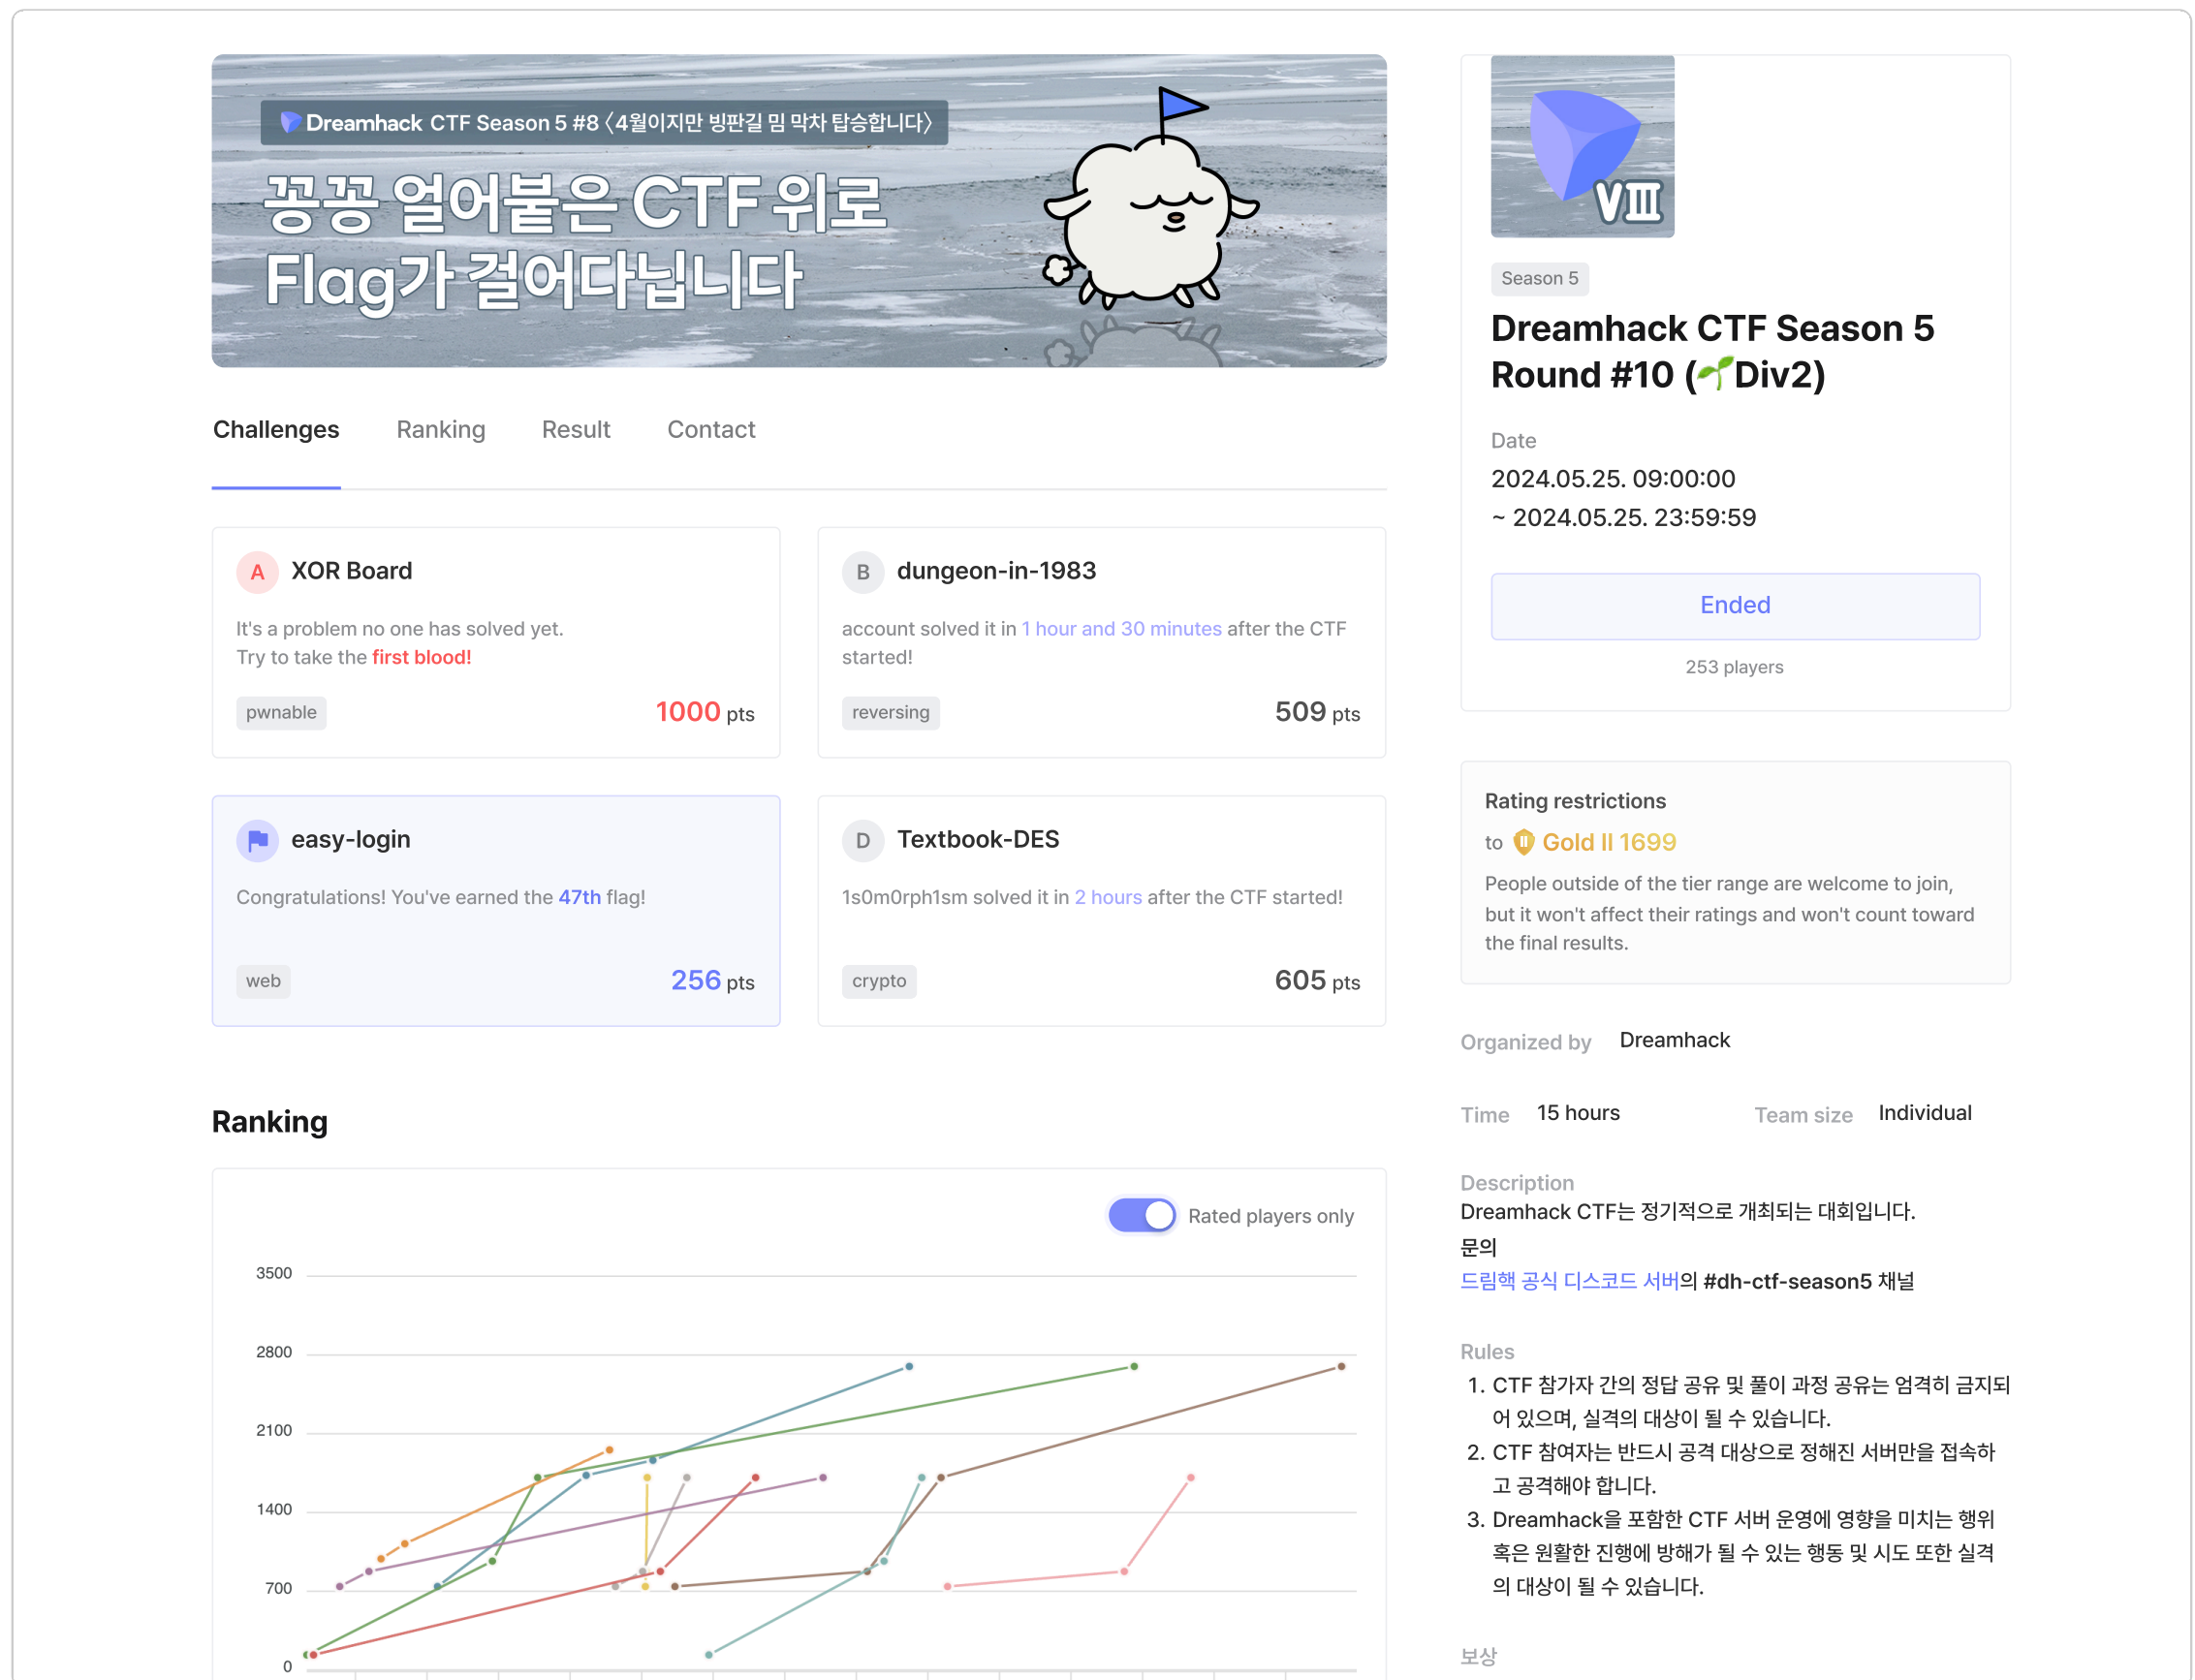 Dreamhack CTF Season 5 #8 〈4월이지만 빙판길 밈 막차 탑승합니다〉
꽁꽁 얼어붙은 CTF 위로
Flag가 걸어다닙니다
Challenges
Ranking
Result
Contact
A
XOR Board
It's a problem no one has solved yet.
Try to take the first blood!
pwnable
1000 pts
B
dungeon-in-1983
account solved it in 1 hour and 30 minutes after the CTF
started!
reversing
509 pts
easy-login
Congratulations! You've earned the 47th flag!
web
256 pts
D
Textbook-DES
1s0m0rph1sm solved it in 2 hours after the CTF started!
crypto
605 pts
Ranking
Rated players only
3500
2800
2100
1400
700
0
VIII
Season 5
Dreamhack CTF Season 5
Round #10 (🌱Div2)
Date
2024.05.25. 09:00:00
~ 2024.05.25. 23:59:59
Ended
253 players
Rating restrictions
to II Gold II 1699
People outside of the tier range are welcome to join,
but it won't affect their ratings and won't count toward
the final results.
Organized by Dreamhack
Time 15 hours
Team size Individual
Description
Dreamhack CTF는 정기적으로 개최되는 대회입니다.
문의
드림핵 공식 디스코드 서버의 #dh-ctf-season5 채널
Rules
1. CTF 참가자 간의 정답 공유 및 풀이 과정 공유는 엄격히 금지되
어 있으며, 실격의 대상이 될 수 있습니다.
2. CTF 참여자는 반드시 공격 대상으로 정해진 서버만을 접속하
고 공격해야 합니다.
3. Dreamhack을 포함한 CTF 서버 운영에 영향을 미치는 행위
혹은 원활한 진행에 방해가 될 수 있는 행동 및 시도 또한 실격
의 대상이 될 수 있습니다.
보상